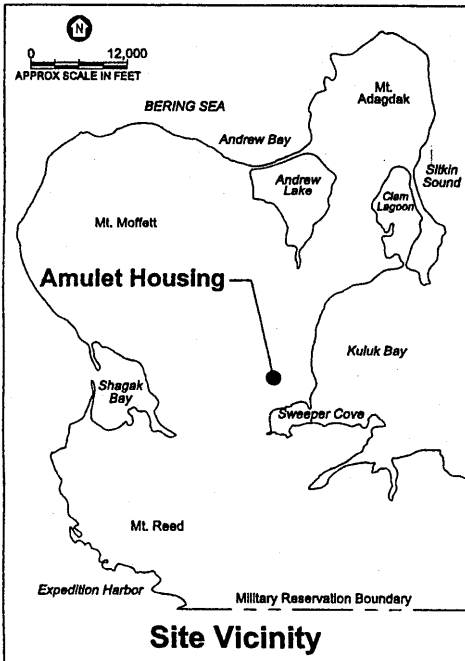 N
0 12,000
APPROX SCALE IN FEET
BERING SEA
Mt.
Adagdak
Andrew Bay
Andrew
Lake
Sitkin
Sound
Clam
Lagoon
Mt. Moffett
Amulet Housing
Kuluk Bay
Shagak
Bay
Sweeper Cove
Mt. Reed
Expedition Harbor
Military Reservation Boundary
Site Vicinity